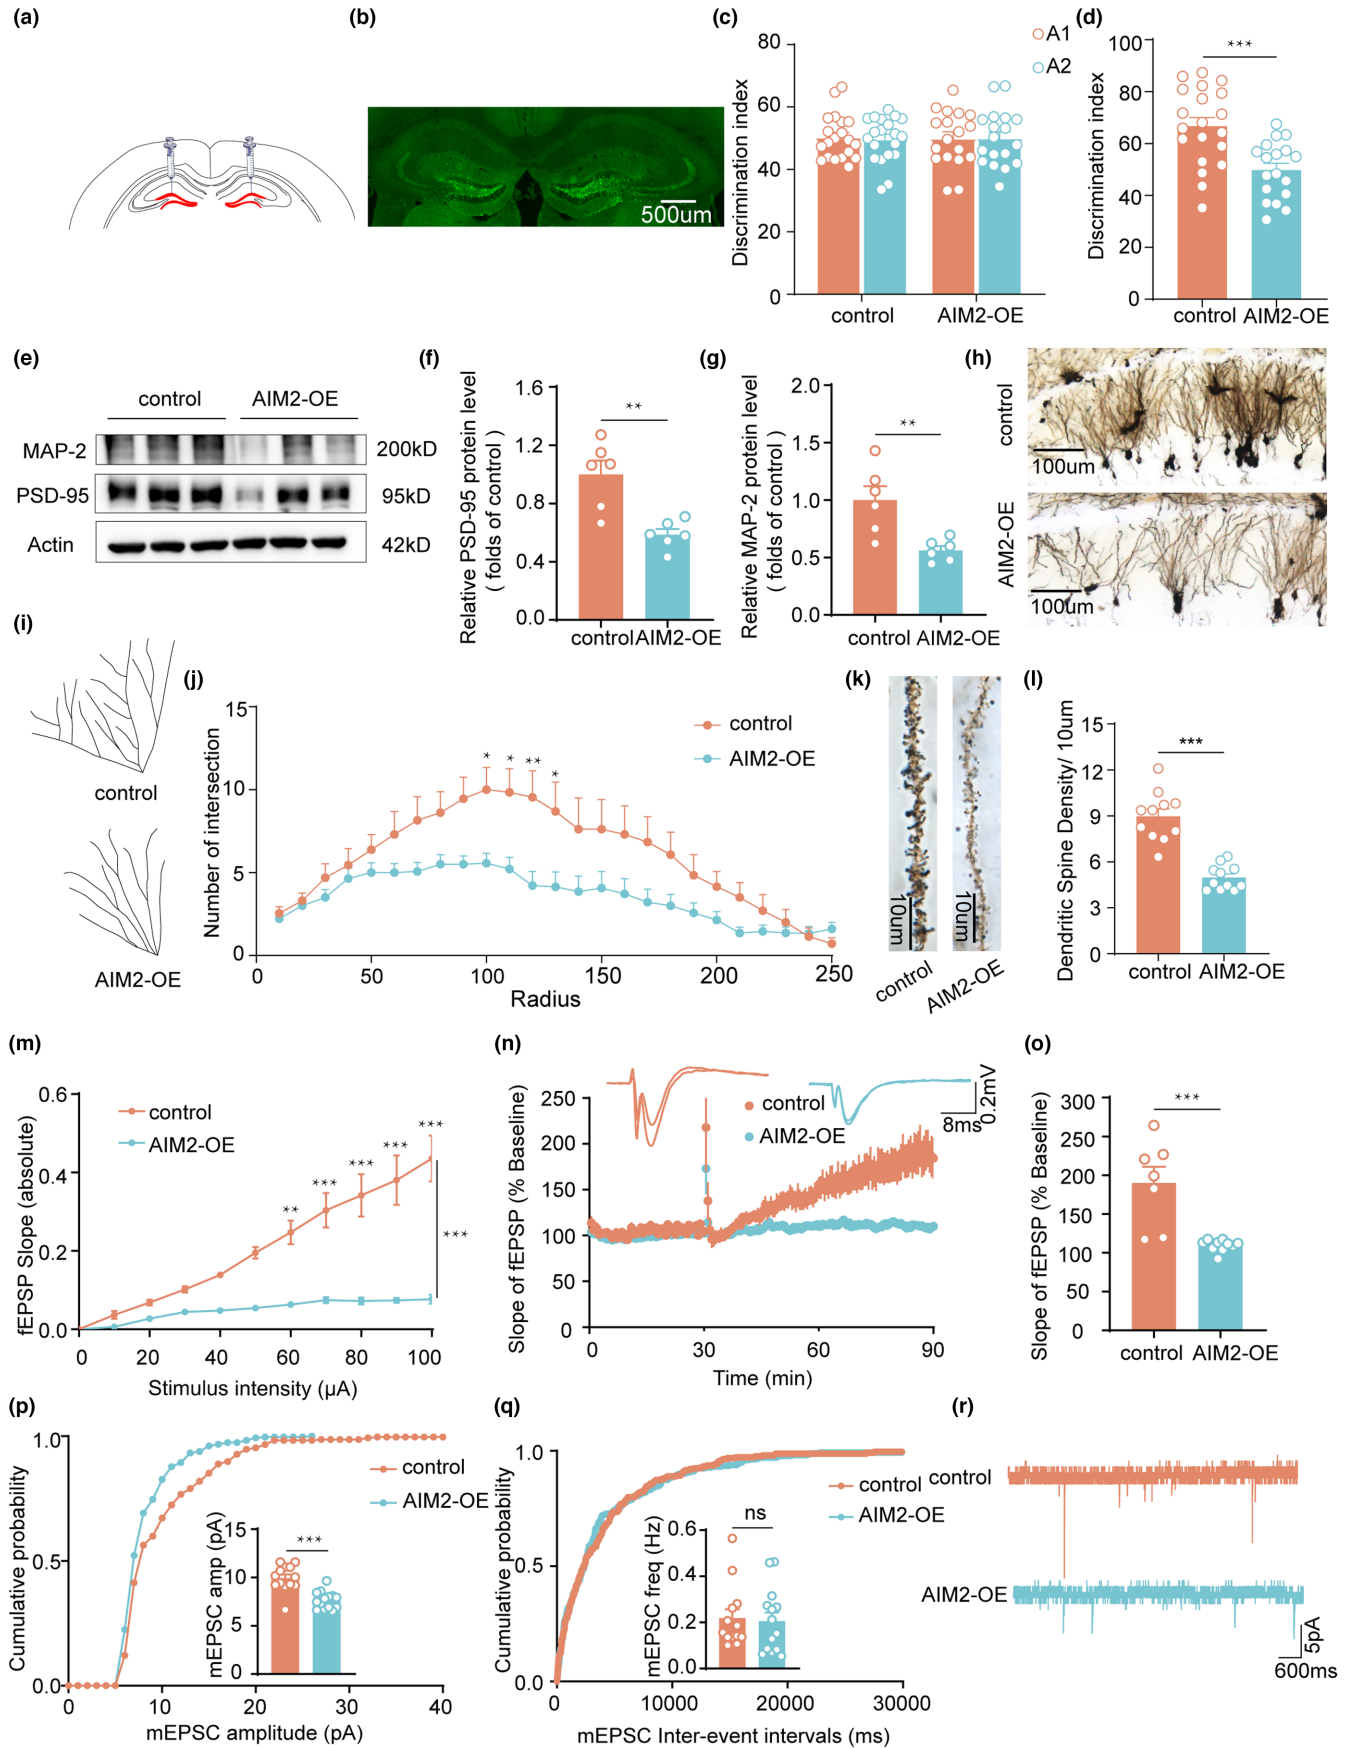 (a)
(b)
500um
(c)
Discrimination index
80
60
40
20
0
control
AIM2-OE
A1
A2
(d)
Discrimination index
100
80
60
40
20
0
***
control AIM2-OE
(e)
control
AIM2-OE
MAP-2
200kD
PSD-95
95kD
Actin
42kD
(f)
Relative PSD-95 protein level
( folds of control )
1.6
1.2
0.8
0.4
0.0
**
control AIM2-OE
(g)
Relative MAP-2 protein level
( folds of control )
2.0
1.5
1.0
0.5
0.0
**
control AIM2-OE
(h)
control
100um
AIM2-OE
100um
(i)
control
AIM2-OE
(j)
Number of intersection
15
10
5
0
* * ** *
control
AIM2-OE
0 50 100 150 200 250
Radius
(k)
10um
10um
control
AIM2-OE
(l)
Dendritic Spine Density/ 10um
15
12
9
6
3
0
***
control AIM2-OE
(m)
fEPSP Slope (absolute)
0.6
0.4
0.2
0.0
control
AIM2-OE
** *** *** *** ***
***
0 20 40 60 80 100
Stimulus intensity (μA)
(n)
Slope of fEPSP (% Baseline)
250
200
150
100
50
0
control
AIM2-OE
8ms
0.2mV
0 30 60 90
Time (min)
(o)
Slope of fEPSP (% Baseline)
300
250
200
150
100
50
0
***
control AIM2-OE
(p)
Cumulative probability
1.0
0.5
0.0
control
AIM2-OE
mEPSC amp (pA)
15
10
5
0
***
0 10 20 30 40
mEPSC amplitude (pA)
(q)
Cumulative probability
1.0
0.5
0.0
control
AIM2-OE
mEPSC freq (Hz)
0.6
0.4
0.2
0.0
ns
0 10000 20000 30000
mEPSC Inter-event intervals (ms)
(r)
control
AIM2-OE
5pA
600ms